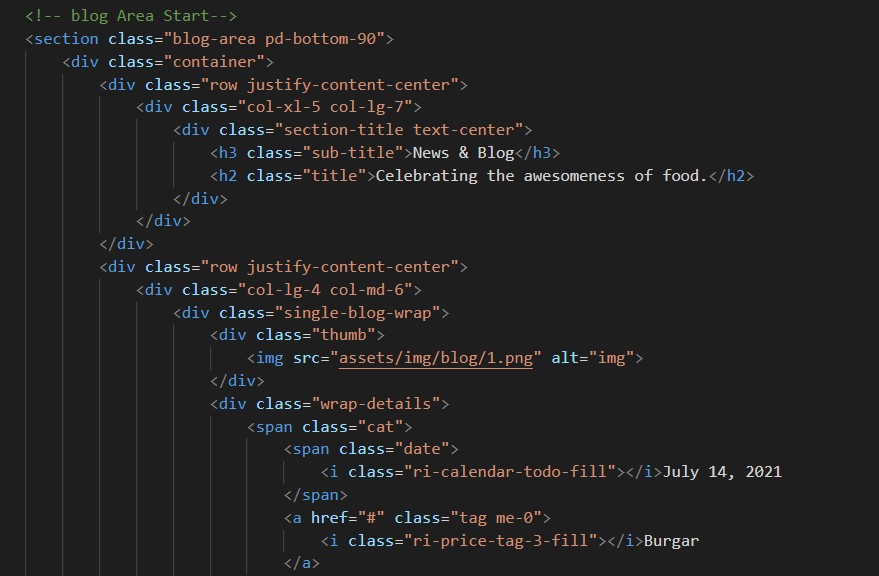 <!-- blog Area Start-->
<section class="blog-area pd-bottom-90">
    <div class="container">
        <div class="row justify-content-center">
            <div class="col-xl-5 col-lg-7">
                <div class="section-title text-center">
                    <h3 class="sub-title">News & Blog</h3>
                    <h2 class="title">Celebrating the awesomeness of food.</h2>
                </div>
            </div>
        </div>
        <div class="row justify-content-center">
            <div class="col-lg-4 col-md-6">
                <div class="single-blog-wrap">
                    <div class="thumb">
                        <img src="assets/img/blog/1.png" alt="img">
                    </div>
                    <div class="wrap-details">
                        <span class="cat">
                            <span class="date">
                                <i class="ri-calendar-todo-fill"></i>July 14, 2021
                            </span>
                            <a href="#" class="tag me-0">
                                <i class="ri-price-tag-3-fill"></i>Burgar
                            </a>